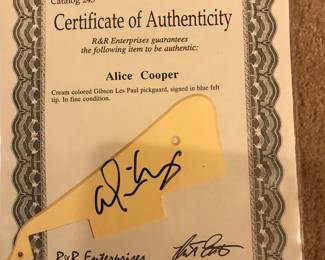 Catalog 245
Certificate of Authenticity
R&R Enterprises guarantees
the following item to be authentic:
Alice Cooper
Cream colored Gibson Les Paul pickguard, signed in blue felt
tip. In fine condition.
R&R Enterprises